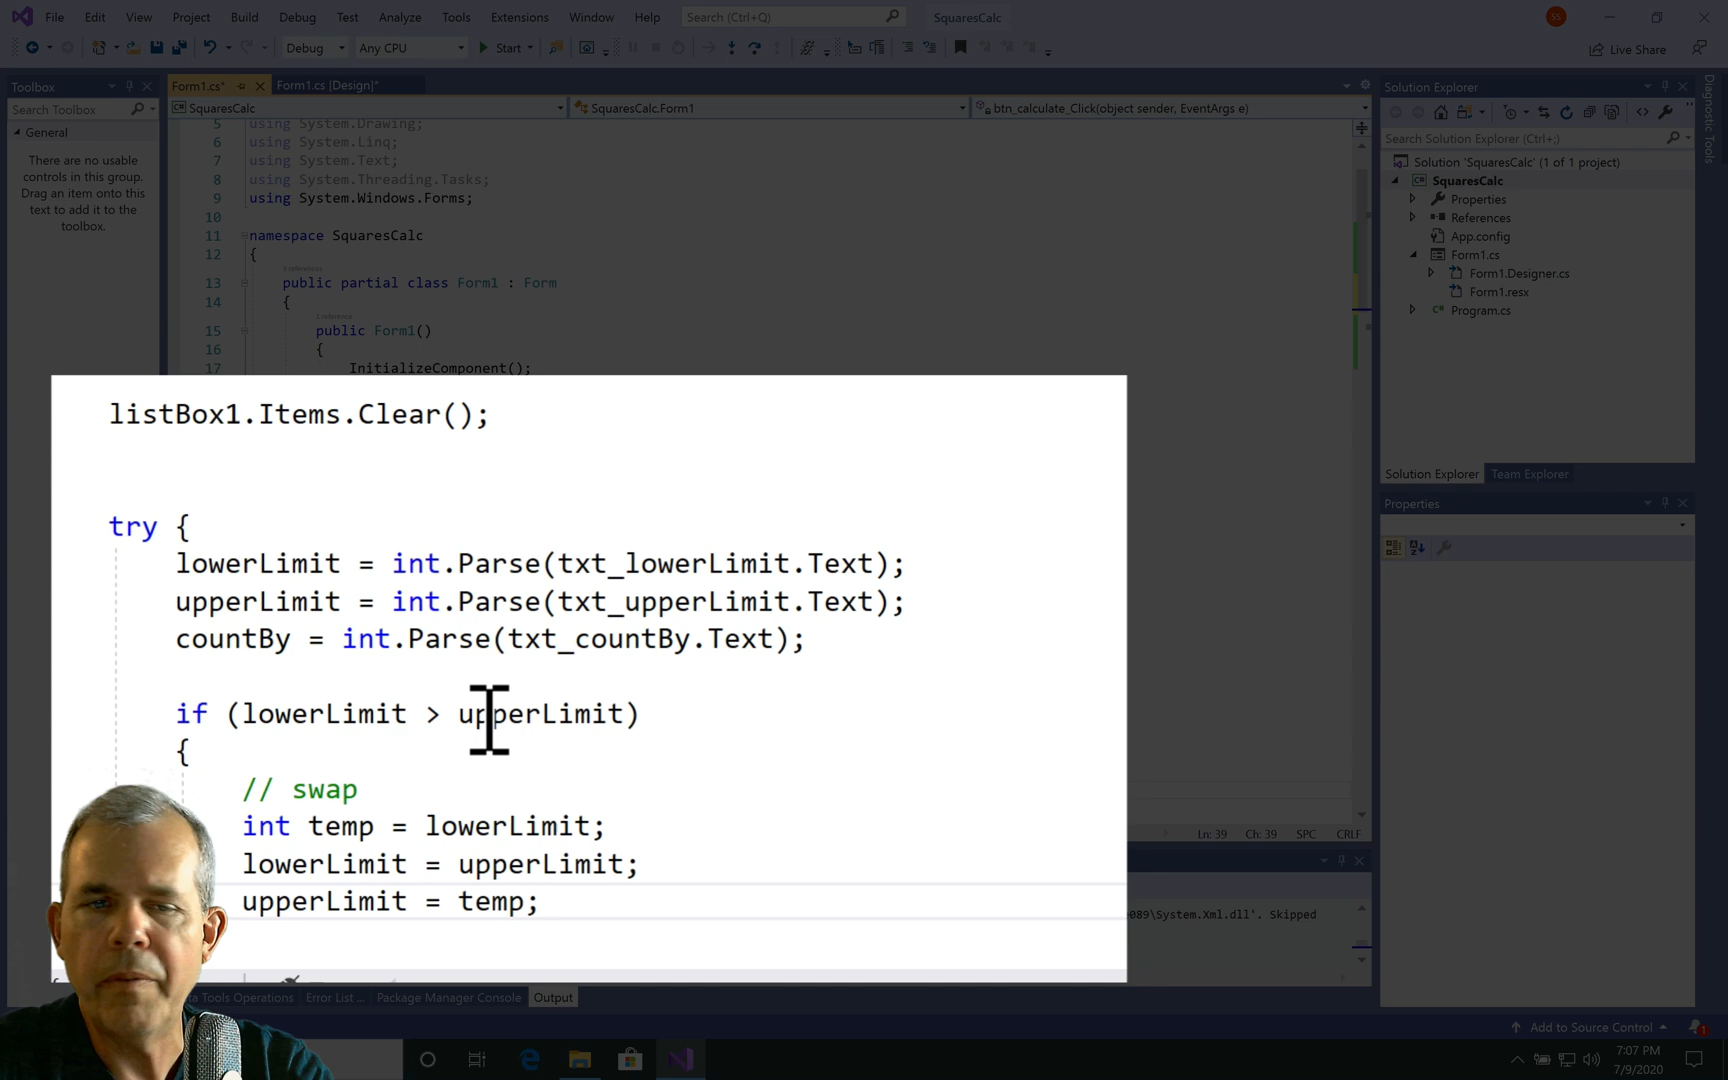 File Edit View Project Build Debug Test Analyze Tools Extensions Window Help Search (Ctrl+Q) SquaresCalc SS
Debug Any CPU Start Live Share
Toolbox
Search Toolbox
General
There are no usable
controls in this group.
Drag an item onto this
text to add it to the
toolbox.
Form1.cs* Form1.cs [Design]*
SquaresCalc SquaresCalc.Form1 btn_calculate_Click(object sender, EventArgs e)
5 using System.Drawing;
6 using System.Linq;
7 using System.Text;
8 using System.Threading.Tasks;
9 using System.Windows.Forms;
10
11 namespace SquaresCalc
12 {
3 references
13 public partial class Form1 : Form
14 {
1 reference
15 public Form1()
16 {
17 InitializeComponent();
listBox1.Items.Clear();
try {
lowerLimit = int.Parse(txt_lowerLimit.Text);
upperLimit = int.Parse(txt_upperLimit.Text);
countBy = int.Parse(txt_countBy.Text);
if (lowerLimit > upperLimit)
{
// swap
int temp = lowerLimit;
lowerLimit = upperLimit;
upperLimit = temp;
Ln: 39 Ch: 39 SPC CRLF
089\System.Xml.dll'. Skipped
Tools Operations Error List ... Package Manager Console Output
Solution Explorer
Search Solution Explorer (Ctrl+;)
Solution 'SquaresCalc' (1 of 1 project)
SquaresCalc
Properties
References
App.config
Form1.cs
Form1.Designer.cs
Form1.resx
Program.cs
Solution Explorer Team Explorer
Properties
Diagnostic Tools
Add to Source Control 1
7:07 PM
7/9/2020